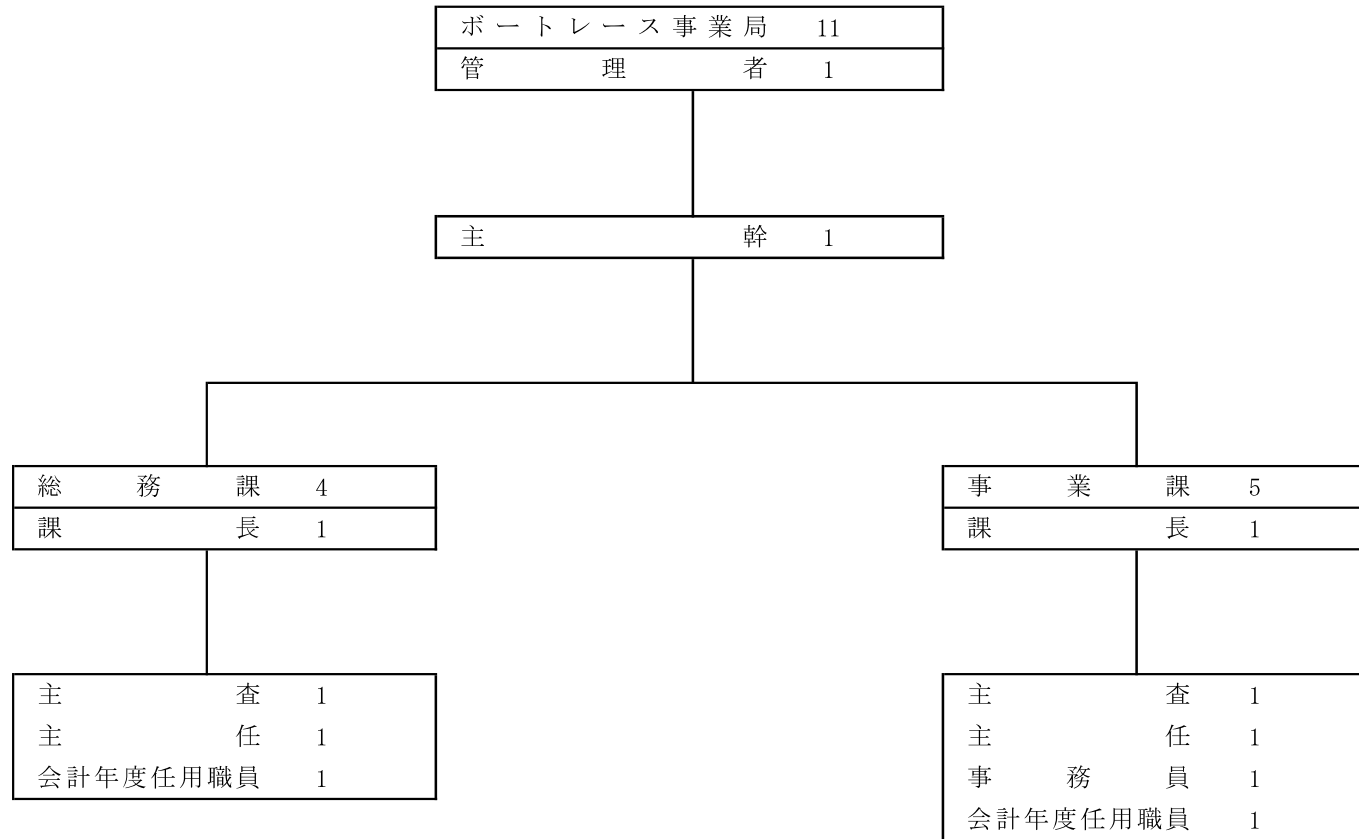 ボートレース事業局 11
管理者 1
主幹 1
総務課 4
課長 1
主査 1
主任 1
会計年度任用職員 1
事業課 5
課長 1
主査 1
主任 1
事務員 1
会計年度任用職員 1